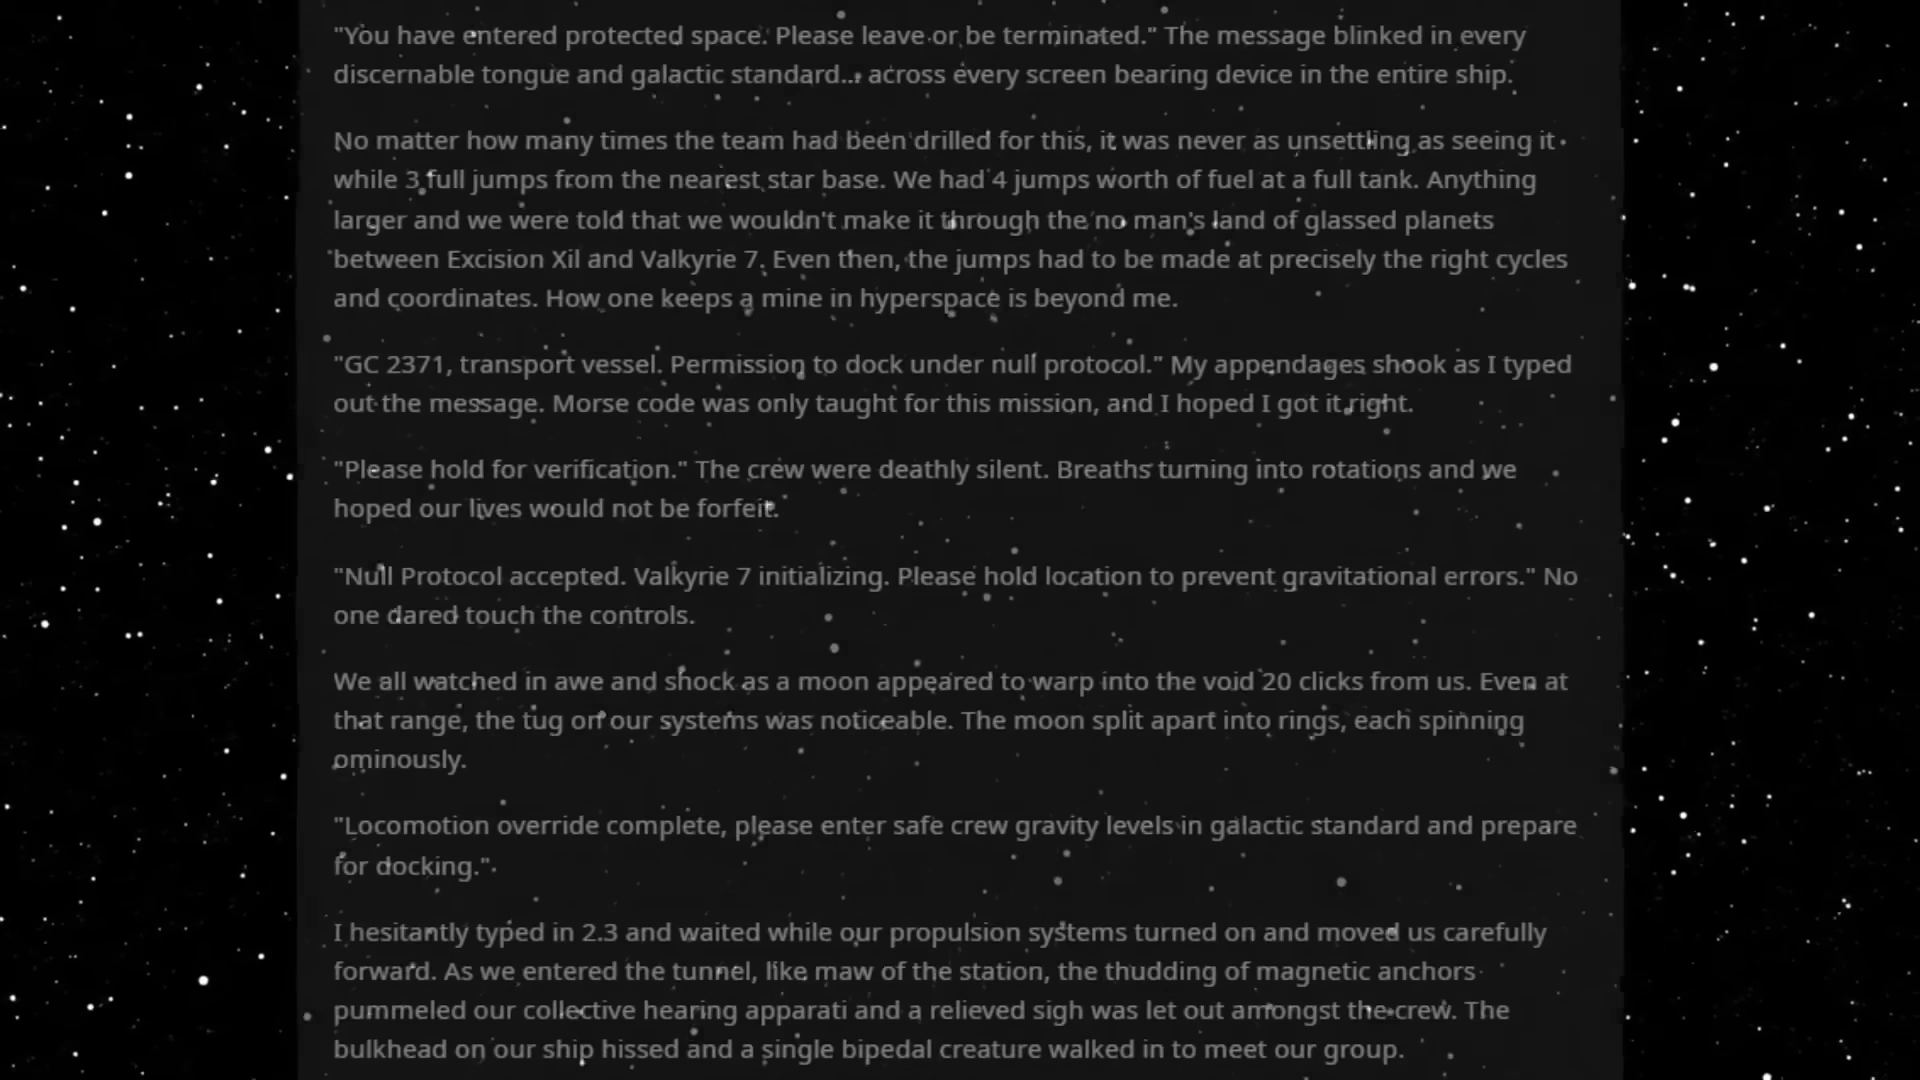 "You have entered protected space. Please leave or be terminated." The message blinked in every
discernable tongue and galactic standard... across every screen bearing device in the entire ship.
No matter how many times the team had been drilled for this, it was never as unsettling as seeing it
while 3 full jumps from the nearest star base. We had 4 jumps worth of fuel at a full tank. Anything
larger and we were told that we wouldn't make it through the no man's land of glassed planets
between Excision Xil and Valkyrie 7. Even then, the jumps had to be made at precisely the right cycles
and coordinates. How one keeps a mine in hyperspace is beyond me.
"GC 2371, transport vessel. Permission to dock under null protocol." My appendages shook as I typed
out the message. Morse code was only taught for this mission, and I hoped I got it right.
"Please hold for verification." The crew were deathly silent. Breaths turning into rotations and we
hoped our lives would not be forfeit.
"Null Protocol accepted. Valkyrie 7 initializing. Please hold location to prevent gravitational errors." No
one dared touch the controls.
We all watched in awe and shock as a moon appeared to warp into the void 20 clicks from us. Even at
that range, the tug on our systems was noticeable. The moon split apart into rings, each spinning
ominously.
"Locomotion override complete, please enter safe crew gravity levels in galactic standard and prepare
for docking."
I hesitantly typed in 2.3 and waited while our propulsion systems turned on and moved us carefully
forward. As we entered the tunnel, like maw of the station, the thudding of magnetic anchors
pummeled our collective hearing apparati and a relieved sigh was let out amongst the crew. The
bulkhead on our ship hissed and a single bipedal creature walked in to meet our group.